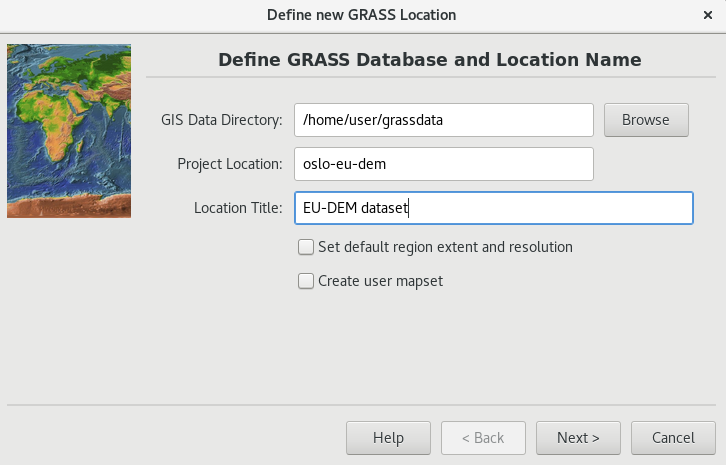 Define new GRASS Location
×
Define GRASS Database and Location Name
GIS Data Directory: /home/user/grassdata Browse
Project Location: oslo-eu-dem
Location Title: EU-DEM dataset
Set default region extent and resolution
Create user mapset
Help < Back Next > Cancel